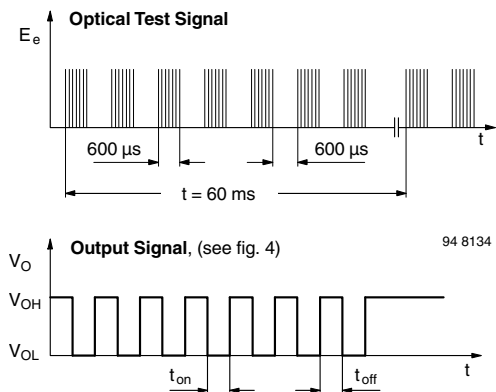 Optical Test Signal
E e
600 μs
600 μs
t
t = 60 ms
Output Signal, (see fig. 4)
94 8134
V O
V OH
V OL
t on
t off
t